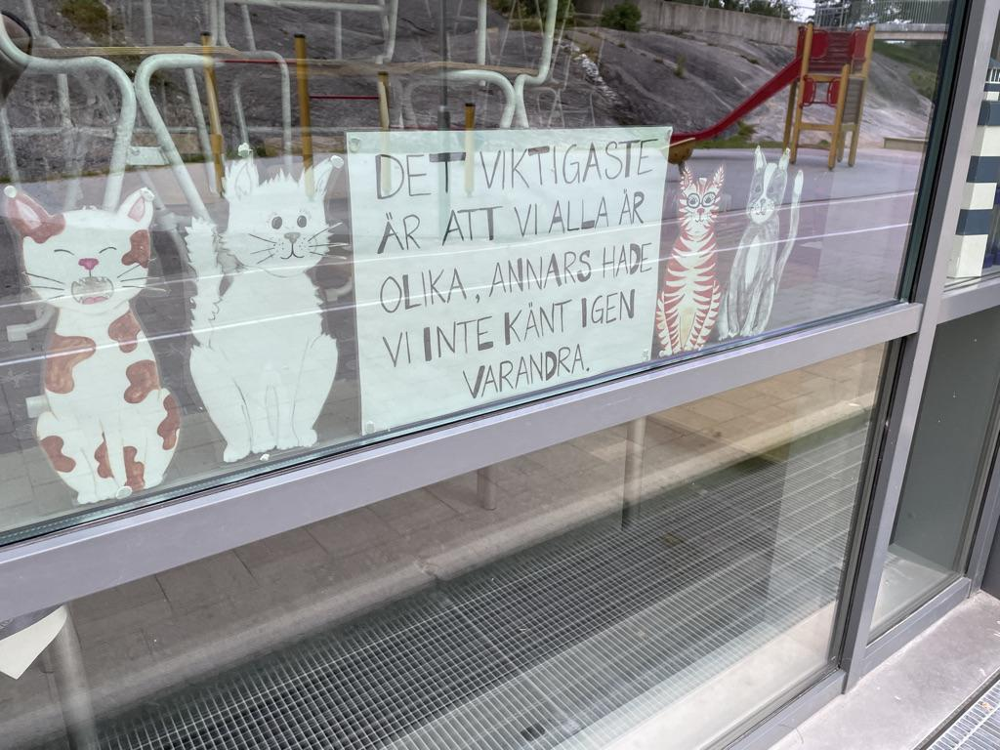 DET VIKTIGASTE
ÄR ATT VI ALLA ÄR
OLIKA, ANNARS HADE
VI INTE KÄNT IGEN
VARANDRA.